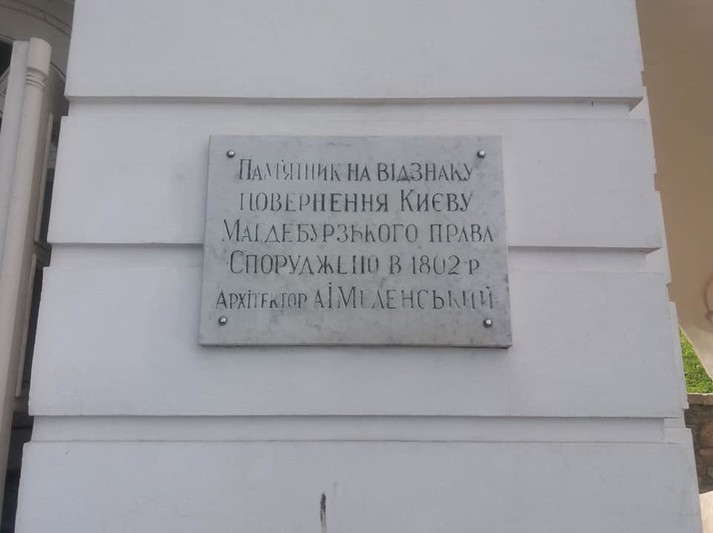 Пам'ятник на відзнаку
повернення Києву
Магдебурзького права
Споруджено в 1802 р
архітектор А І Меленський